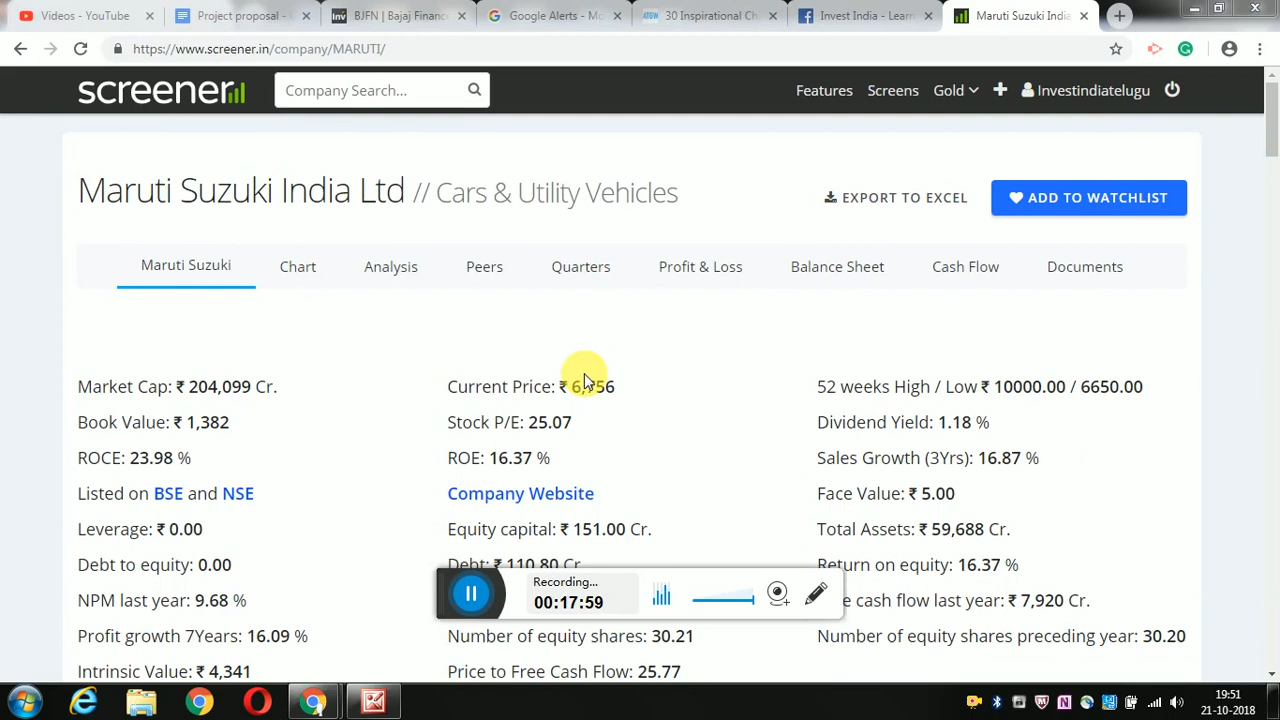 Videos - YouTube
Project proposal - G
BJFN | Bajaj Financ
Google Alerts - Mo
30 Inspirational Ch
Invest India - Learn
Maruti Suzuki India
https://www.screener.in/company/MARUTI/
screener
Company Search...
Features Screens Gold Investindiatelugu
Maruti Suzuki India Ltd // Cars & Utility Vehicles
EXPORT TO EXCEL
ADD TO WATCHLIST
Maruti Suzuki Chart Analysis Peers Quarters Profit & Loss Balance Sheet Cash Flow Documents
Market Cap: ₹ 204,099 Cr.
Current Price: ₹
52 weeks High / Low ₹ 10000.00 / 6650.00
Book Value: ₹ 1,382
Stock P/E: 25.07
Dividend Yield: 1.18 %
ROCE: 23.98 %
ROE: 16.37 %
Sales Growth (3Yrs): 16.87 %
Listed on BSE and NSE
Company Website
Face Value: ₹ 5.00
Leverage: ₹ 0.00
Equity capital: ₹ 151.00 Cr.
Total Assets: ₹ 59,688 Cr.
Debt to equity: 0.00
Debt: ₹ 110.80 Cr.
Return on equity: 16.37 %
NPM last year: 9.68 %
cash flow last year: ₹ 7,920 Cr.
Profit growth 7Years: 16.09 %
Number of equity shares: 30.21
Number of equity shares preceding year: 30.20
Intrinsic Value: ₹ 4,341
Price to Free Cash Flow: 25.77
Recording...
00:17:59
19:51
21-10-2018